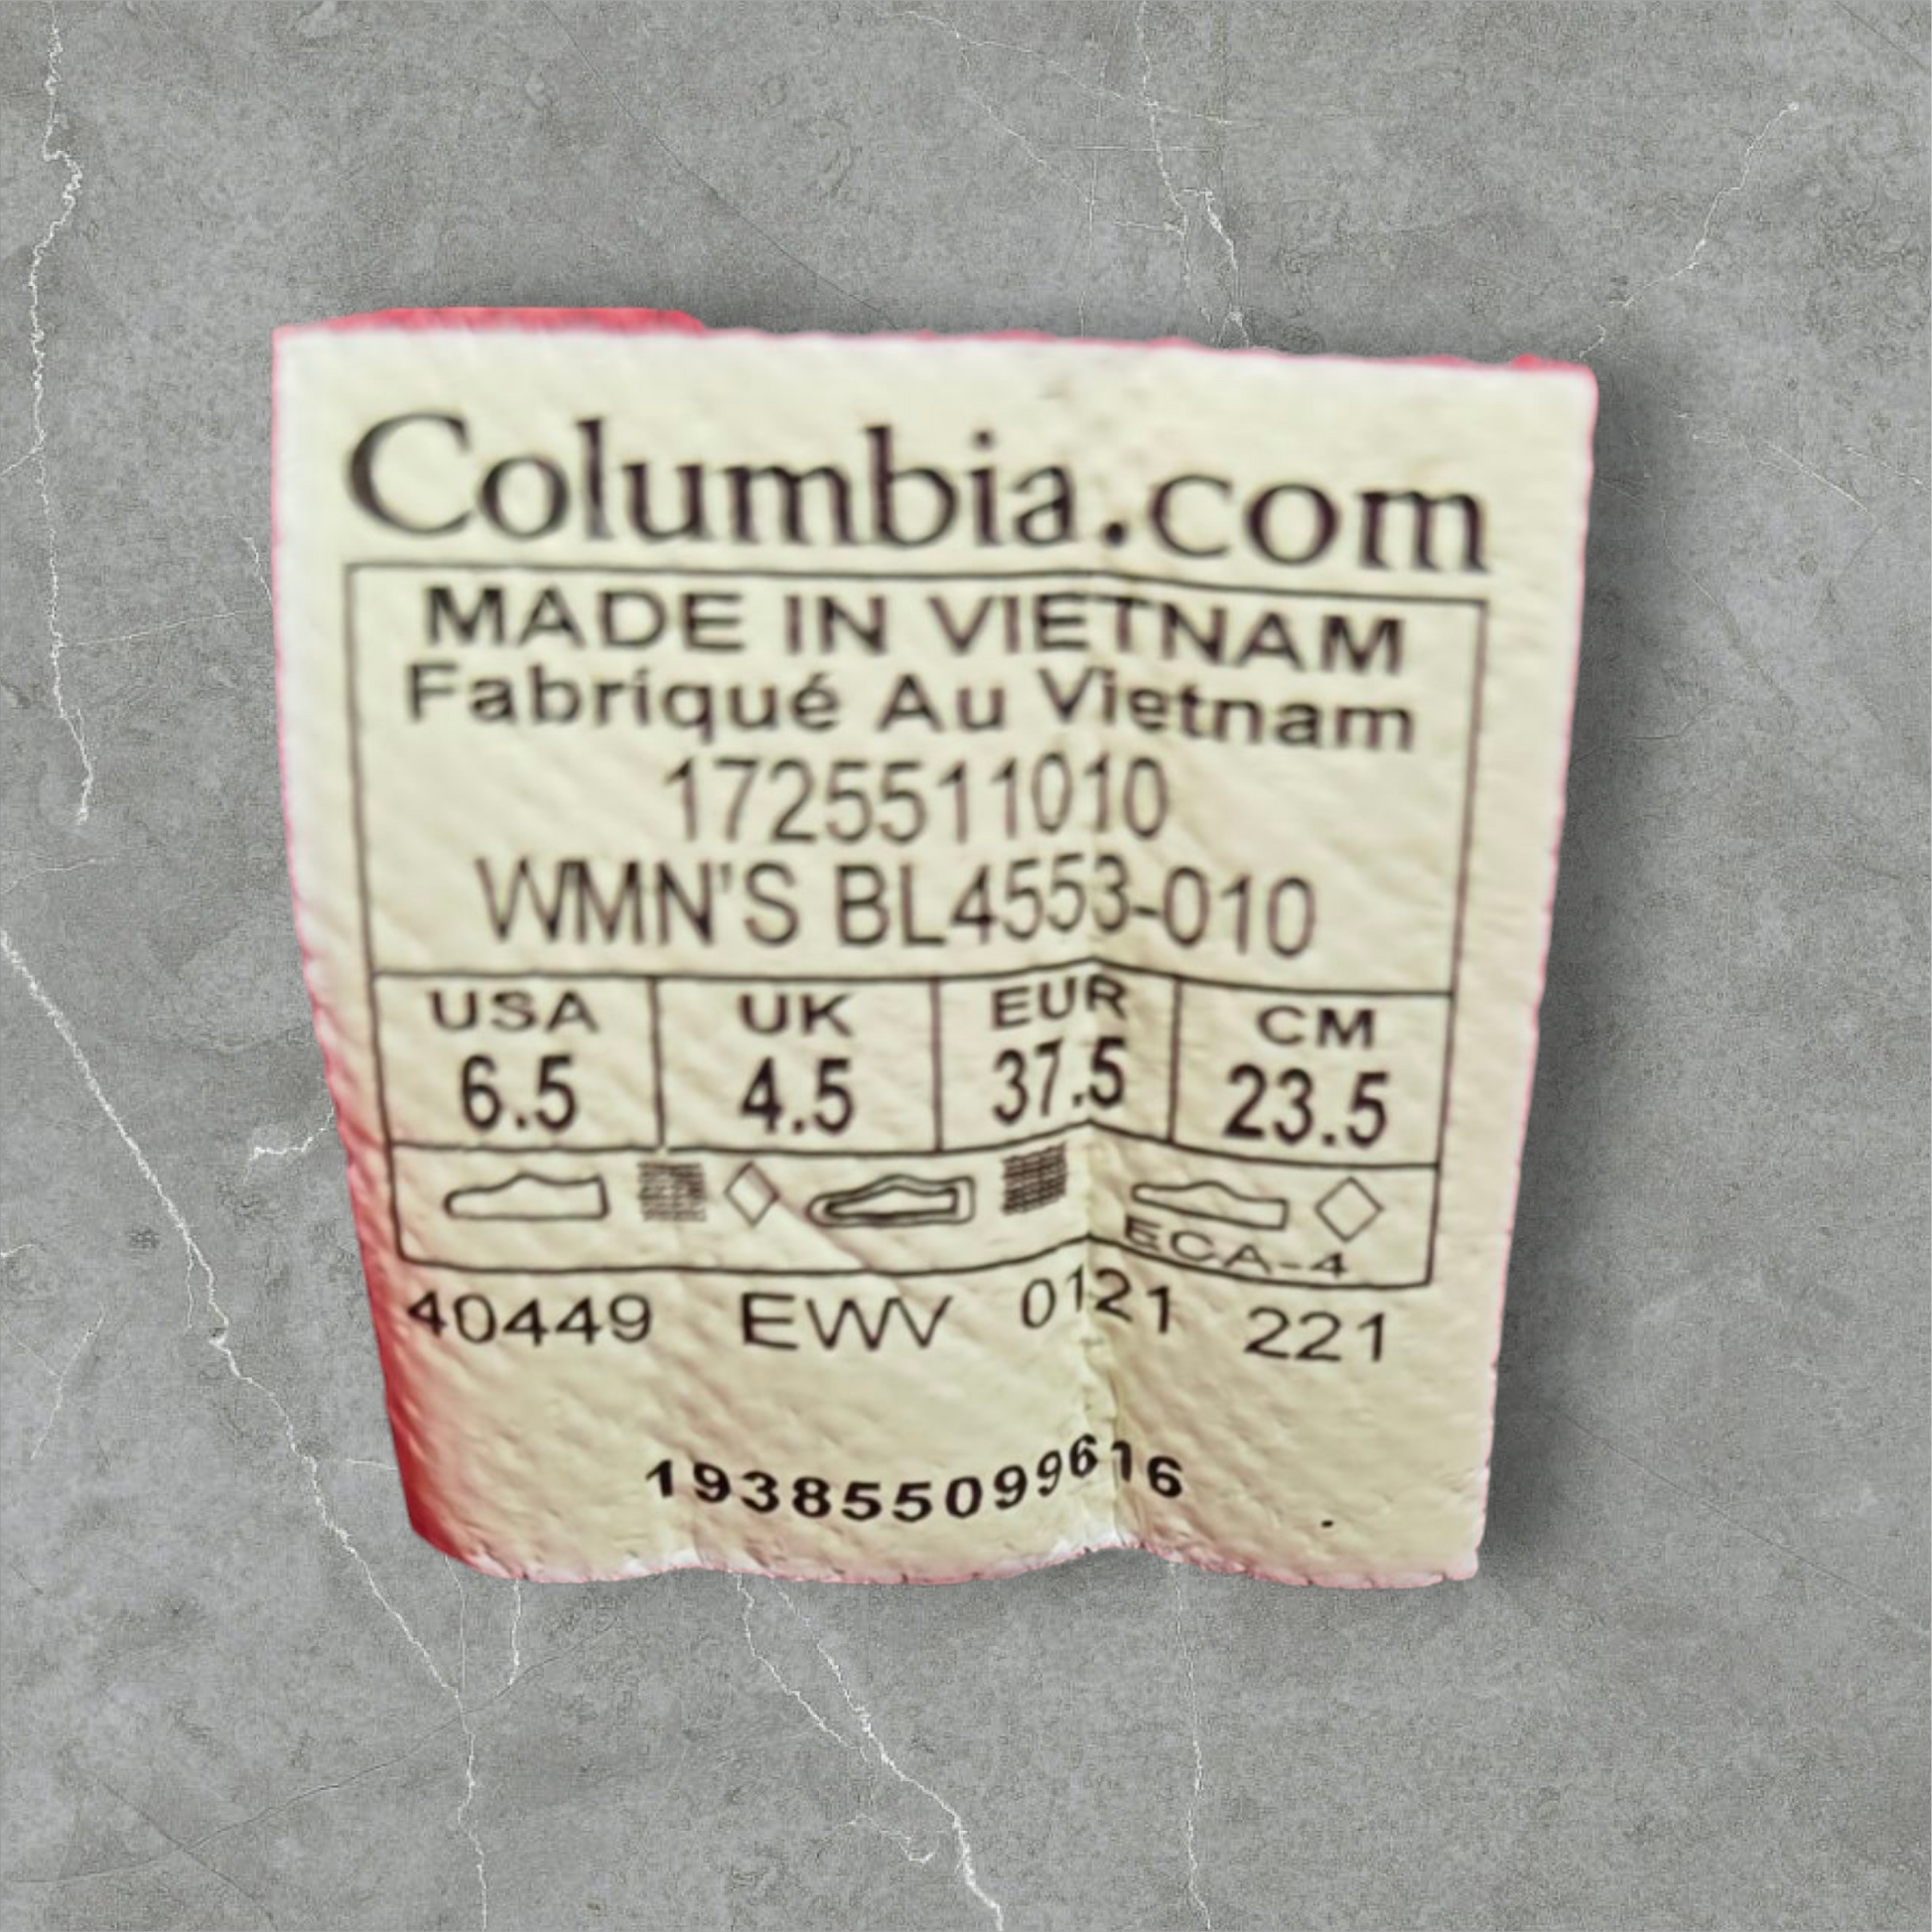 Columbia.com
MADE IN VIETNAM
Fabriqué Au Vietnam
1725511010
WMN'S BL4553-010
USA UK EUR CM
6.5 4.5 37.5 23.5
ECA-4
40449 EWV 0121 221
193855099616